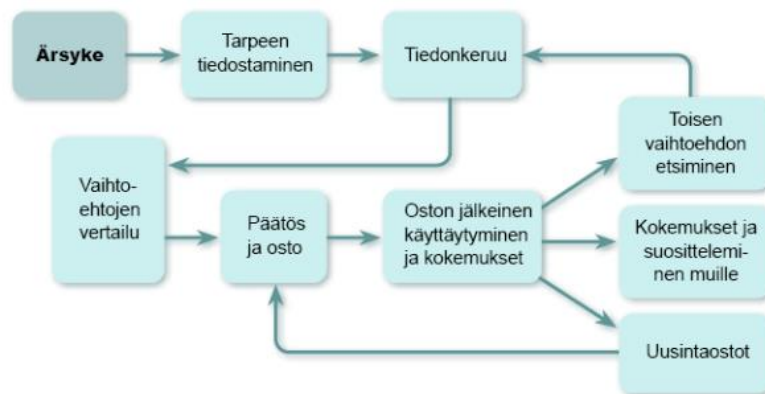 Ärsyke
Tarpeen
tiedostaminen
Tiedonkeruu
Toisen
vaihtoehdon
etsiminen
Vaihto-
ehtojen
vertailu
Päätös
ja osto
Oston jälkeinen
käyttäytyminen
ja kokemukset
Kokemukset ja
suosittelemi-
nen muille
Uusintaostot